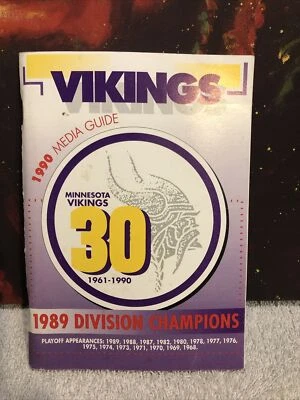 VIKINGS
1990 MEDIA GUIDE
MINNESOTA
VIKINGS
30
1961-1990
1989 DIVISION CHAMPIONS
PLAYOFF APPEARANCES: 1989, 1988, 1987, 1982, 1980, 1978, 1977, 1976,
1975, 1974, 1973, 1971, 1970, 1969, 1968.